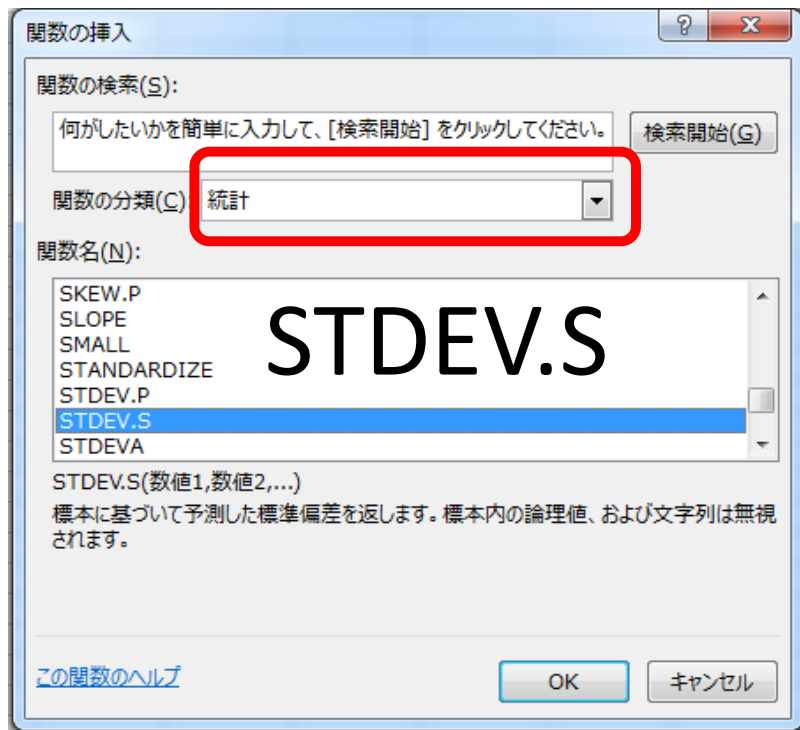 関数の挿入
関数の検索(S):
何がしたいかを簡単に入力して、[検索開始] をクリックしてください。
検索開始(G)
関数の分類(C):
統計
関数名(N):
SKEW.P
SLOPE
SMALL
STANDARDIZE
STDEV.P
STDEV.S
STDEVA
STDEV.S
STDEV.S(数値1,数値2,...)
標本に基づいて予測した標準偏差を返します。標本内の論理値、および文字列は無視
されます。
この関数のヘルプ
OK
キャンセル